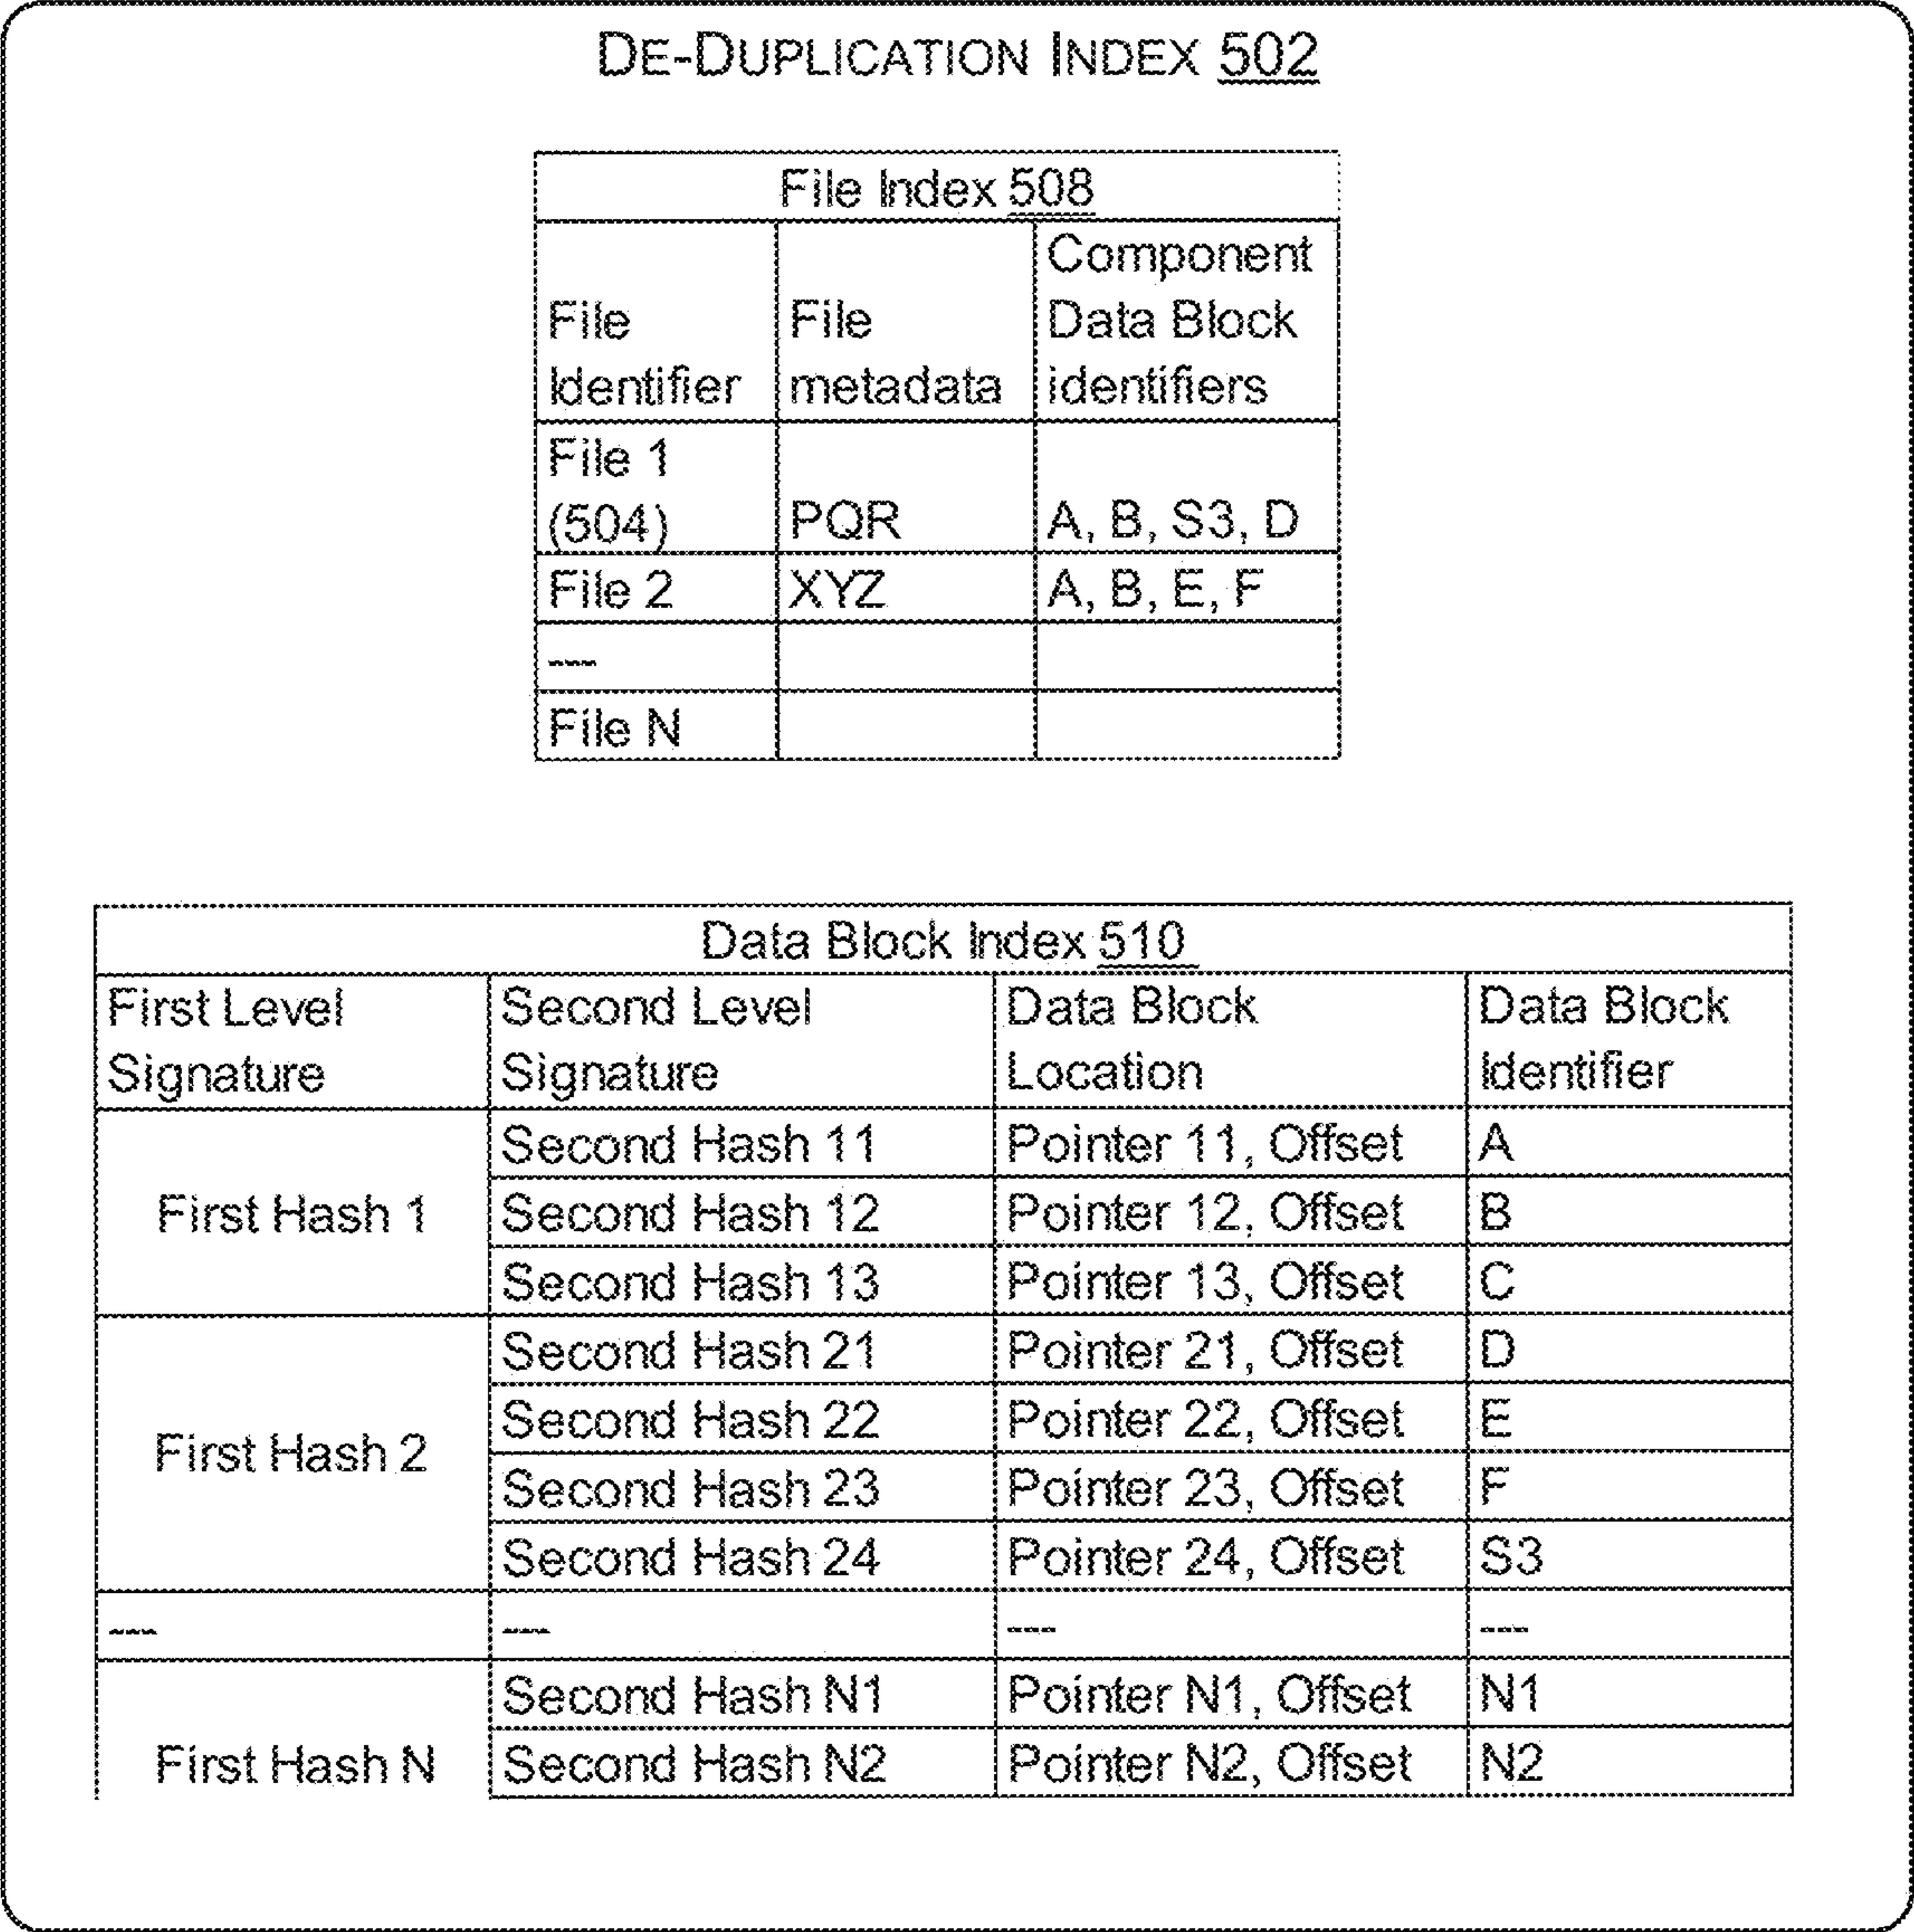 DE-DUPLICATION INDEX 502
File Index 508
File Identifier
File metadata
Component Data Block identifiers
File 1 (504)
PQR
A, B, S3, D
File 2
XYZ
A, B, E, F
---
File N
Data Block Index 510
First Level Signature
Second Level Signature
Data Block Location
Data Block Identifier
First Hash 1
Second Hash 11
Pointer 11, Offset
A
Second Hash 12
Pointer 12, Offset
B
Second Hash 13
Pointer 13, Offset
C
First Hash 2
Second Hash 21
Pointer 21, Offset
D
Second Hash 22
Pointer 22, Offset
E
Second Hash 23
Pointer 23, Offset
F
Second Hash 24
Pointer 24, Offset
S3
---
---
---
---
First Hash N
Second Hash N1
Pointer N1, Offset
N1
Second Hash N2
Pointer N2, Offset
N2